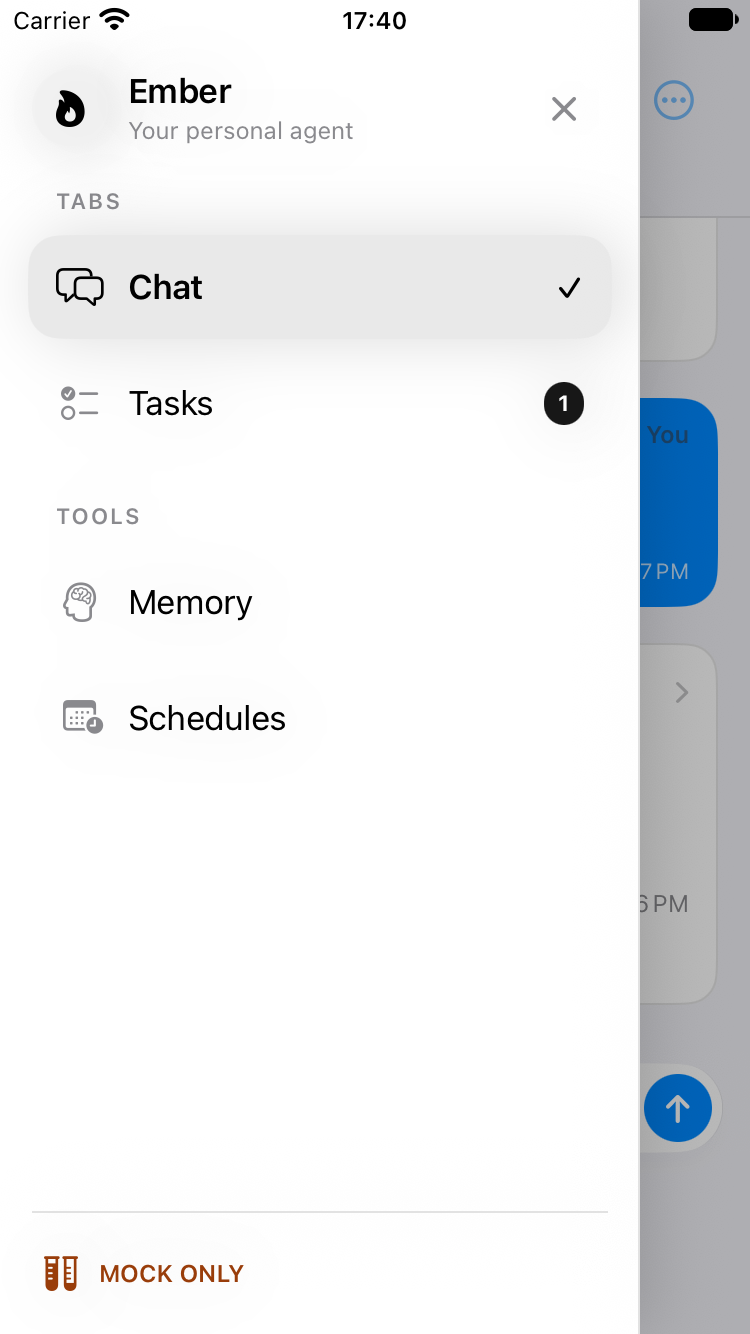 Carrier 17:40
Ember
Your personal agent
TABS
Chat
You
Tasks 1
TOOLS
7 PM
Memory
Schedules
PM
MOCK ONLY